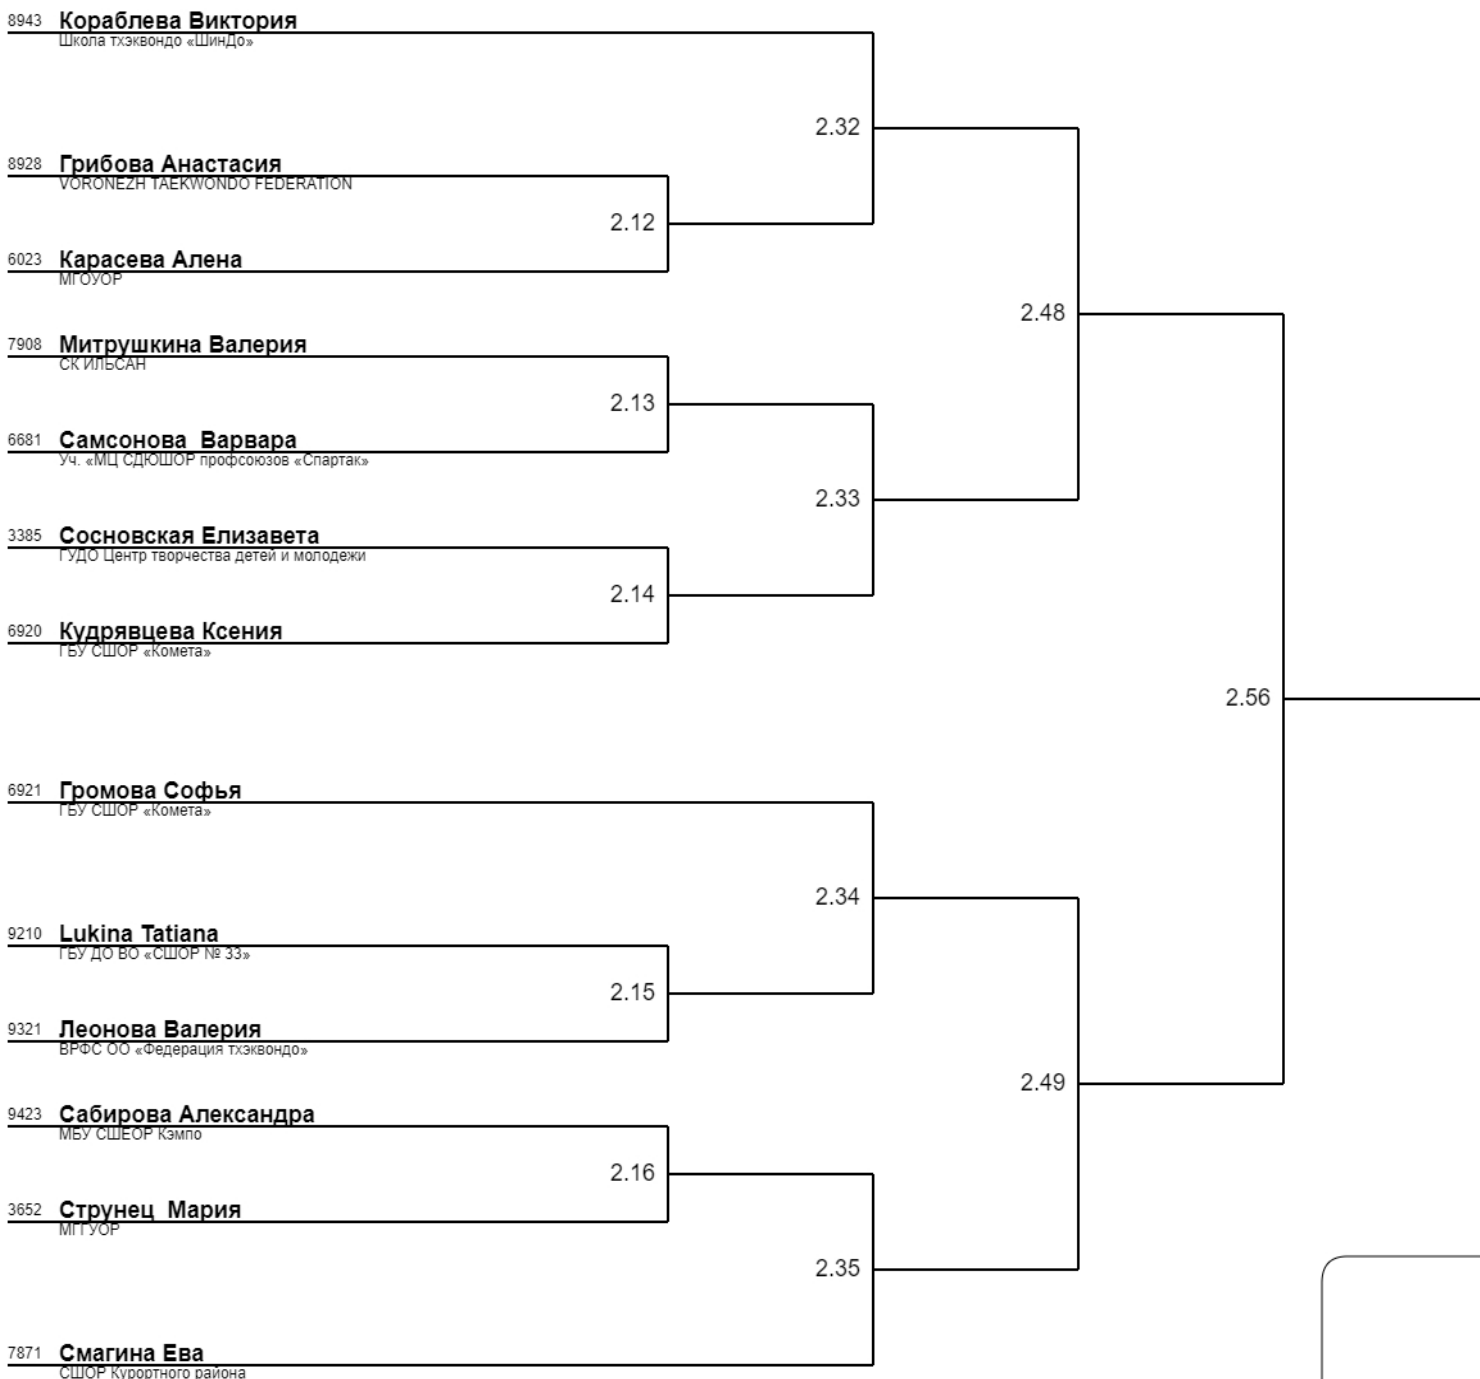 8943 Кораблева Виктория
Школа тхэквондо «ШинДо»
2.32
8928 Грибова Анастасия
VORONEZH TAEKWONDO FEDERATION
2.12
6023 Карасева Алена
МГОУОР
2.48
7908 Митрушкина Валерия
СК ИЛЬСАН
2.13
6681 Самсонова Варвара
Уч. «МЦ СДЮШОР профсоюзов «Спартак»
2.33
3385 Сосновская Елизавета
ГУДО Центр творчества детей и молодежи
2.14
6920 Кудрявцева Ксения
ГБУ СШОР «Комета»
2.56
6921 Громова Софья
ГБУ СШОР «Комета»
2.34
9210 Lukina Tatiana
ГБУ ДО ВО «СШОР № 33»
2.15
9321 Леонова Валерия
ВРФС ОО «Федерация тхэквондо»
2.49
9423 Сабирова Александра
МБУ СШЕОР Кэмпо
2.16
3652 Струнец Мария
МГГУОР
2.35
7871 Смагина Ева
СШОР Курортного района